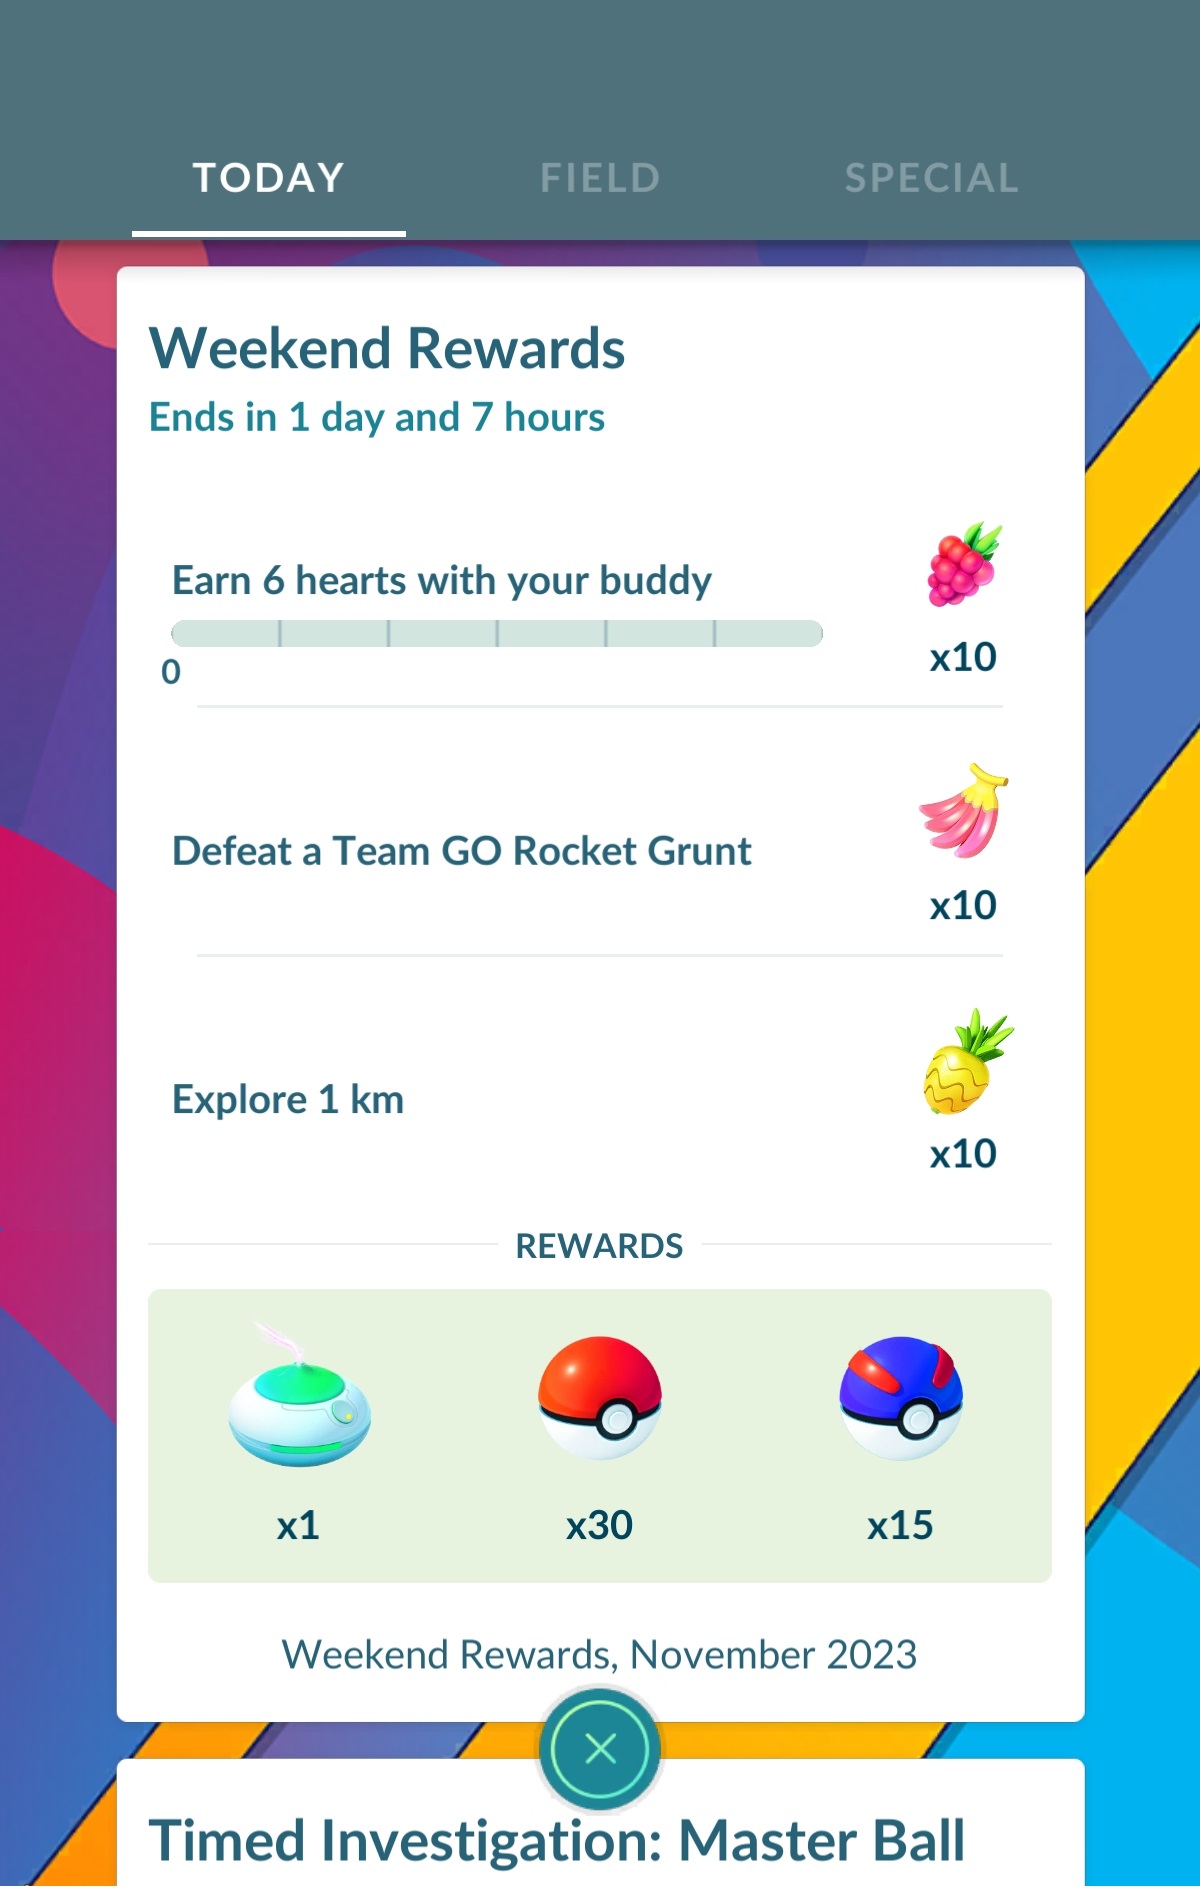 TODAY
FIELD
SPECIAL
Weekend Rewards
Ends in 1 day and 7 hours
Earn 6 hearts with your buddy
0
x10
Defeat a Team GO Rocket Grunt
x10
Explore 1 km
x10
REWARDS
x1
x30
x15
Weekend Rewards, November 2023
Timed Investigation: Master Ball